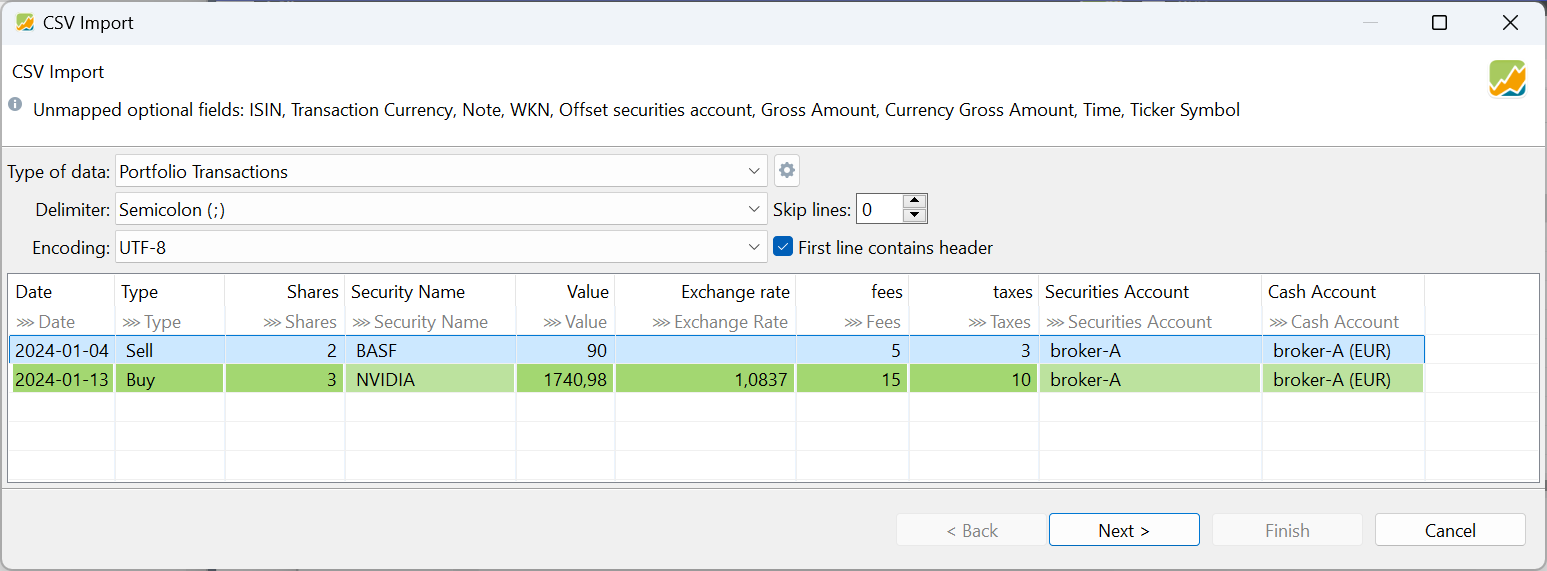 CSV Import
CSV Import
Unmapped optional fields: ISIN, Transaction Currency, Note, WKN, Offset securities account, Gross Amount, Currency Gross Amount, Time, Ticker Symbol
Type of data: Portfolio Transactions
Delimiter: Semicolon (;) Skip lines: 0
Encoding: UTF-8 First line contains header
Date Type Shares Security Name Value Exchange rate fees taxes Securities Account Cash Account
⋙ Date ⋙ Type ⋙ Shares ⋙ Security Name ⋙ Value ⋙ Exchange Rate ⋙ Fees ⋙ Taxes ⋙ Securities Account ⋙ Cash Account
2024-01-04 Sell 2 BASF 90 5 3 broker-A broker-A (EUR)
2024-01-13 Buy 3 NVIDIA 1740,98 1,0837 15 10 broker-A broker-A (EUR)
< Back Next > Finish Cancel